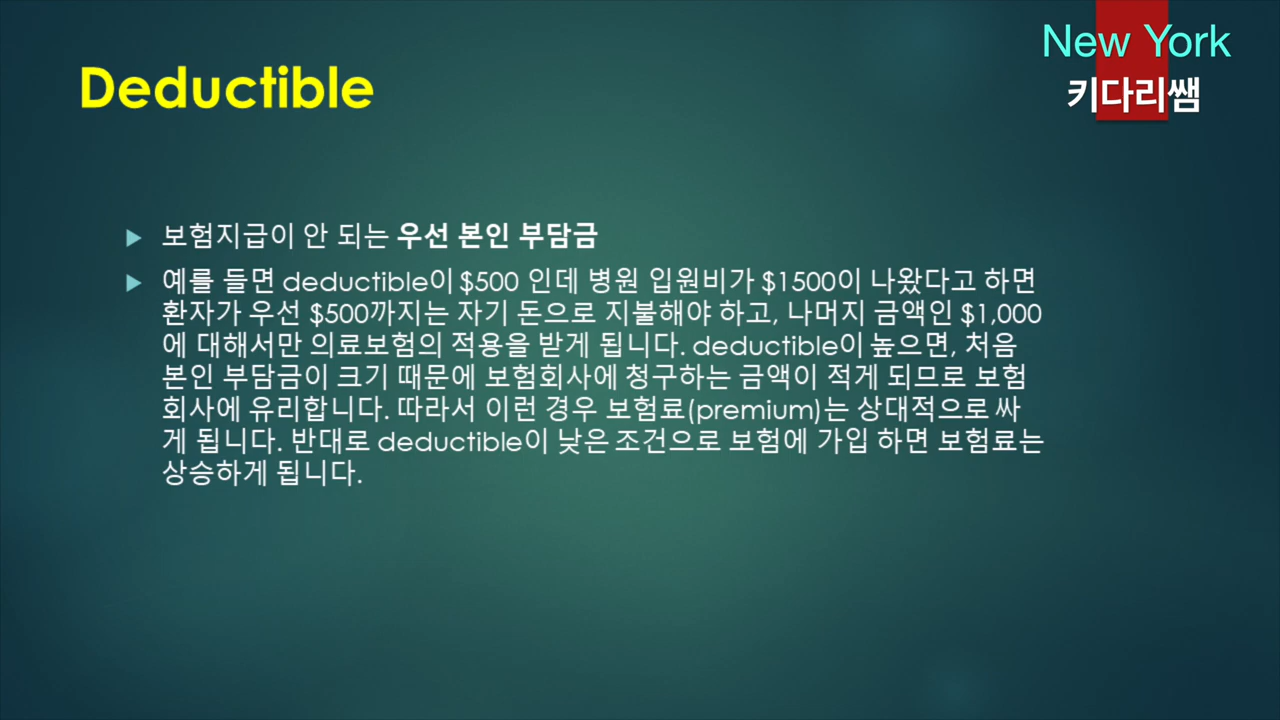 New York
키다리쌤
Deductible
보험지급이 안 되는 우선 본인 부담금
예를 들면 deductible이 $500 인데 병원 입원비가 $1500이 나왔다고 하면
환자가 우선 $500까지는 자기 돈으로 지불해야 하고, 나머지 금액인 $1,000
에 대해서만 의료보험의 적용을 받게 됩니다. deductible이 높으면, 처음
본인 부담금이 크기 때문에 보험회사에 청구하는 금액이 적게 되므로 보험
회사에 유리합니다. 따라서 이런 경우 보험료(premium)는 상대적으로 싸
게 됩니다. 반대로 deductible이 낮은 조건으로 보험에 가입 하면 보험료는
상승하게 됩니다.